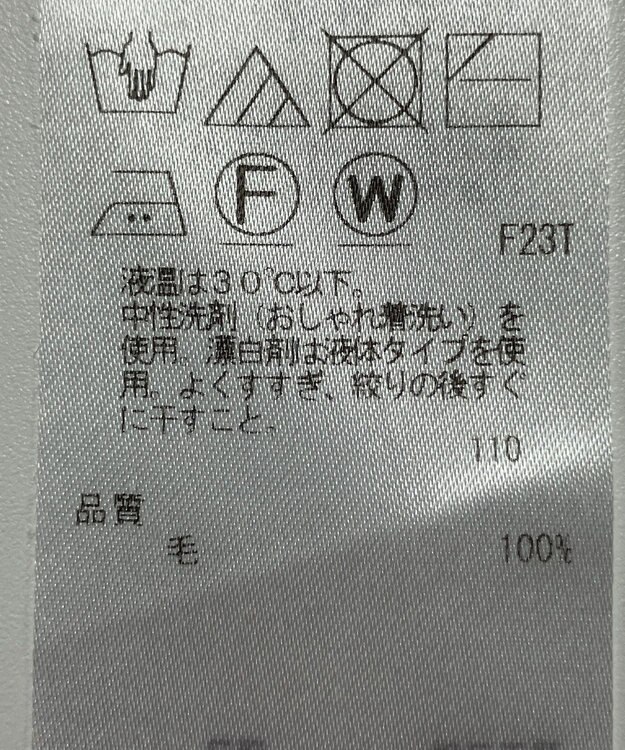 F
W
F23T
液温は30℃以下。
中性洗剤(おしゃれ着洗い)を
使用。漂白剤は液体タイプを使
用。よくすすぎ、絞りの後すぐ
に干すこと。
110
品質
毛 100%